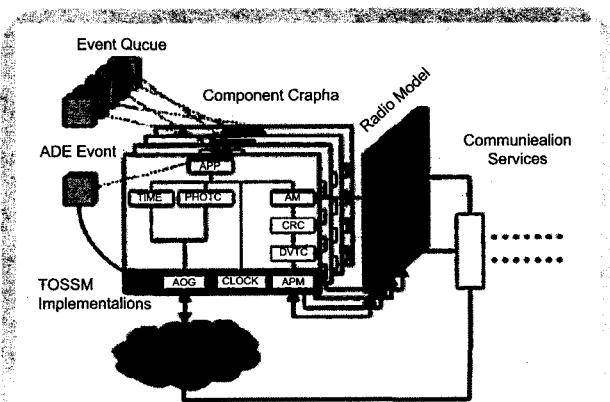 Event Qucue
Component Crapha
Radio Model
ADE Evont
Communiealion
Services
APP
TIME
PHOTC
AM
CRC
DVTC
TOSSM
Implementalions
AOG
CLOCK
APM